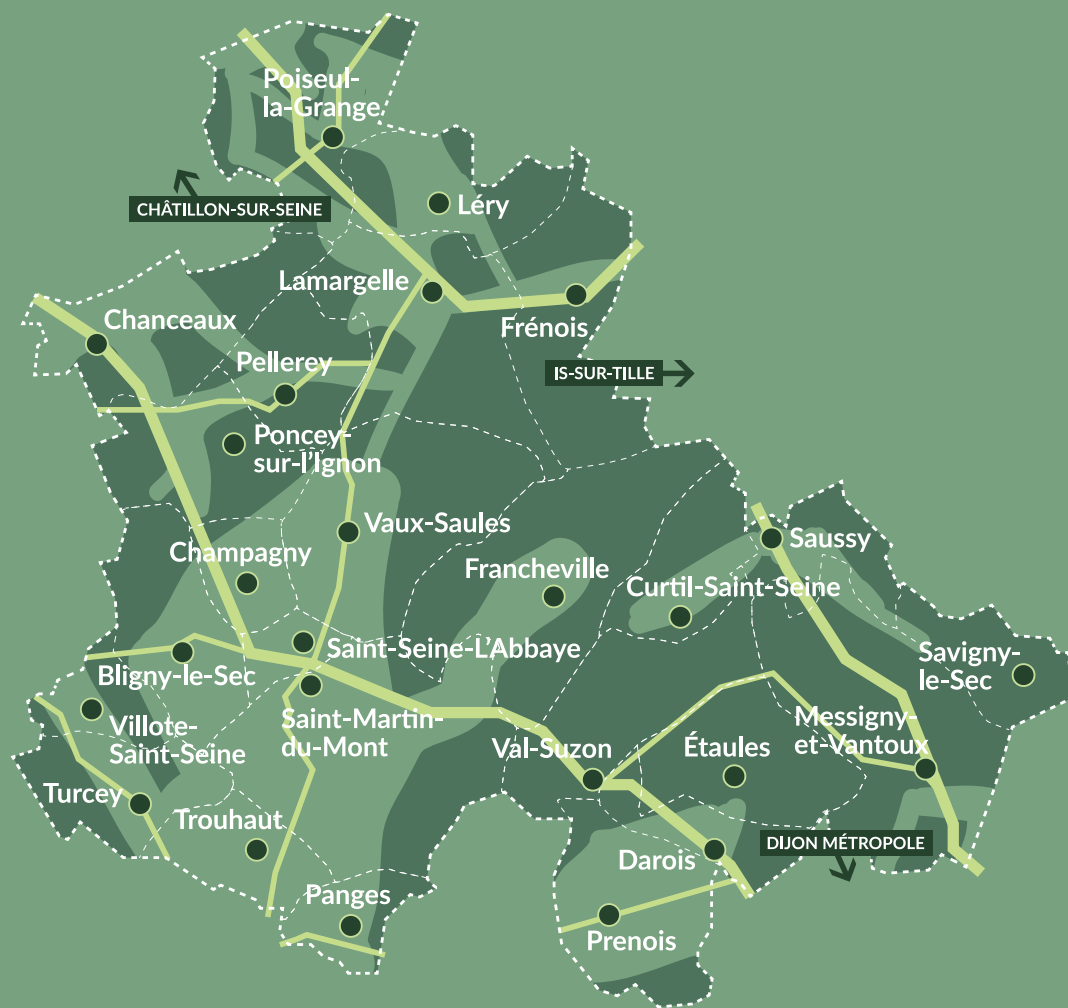 Poiseul-
la-Grange
CHÂTILLON-SUR-SEINE
Léry
Lamargelle
Chanceaux
Frénois
Pellerey
IS-SUR-TILLE
Poncey-
sur-l'Ignon
Vaux-Saules
Saussy
Champagny
Francheville
Curtil-Saint-Seine
Saint-Seine-L'Abbaye
Savigny-
le-Sec
Bligny-le-Sec
Villote-
Saint-Seine
Saint-Martin-
du-Mont
Messigny-
et-Vantoux
Val-Suzon
Étaules
Turcey
Trouhaut
DIJON MÉTROPOLE
Darois
Panges
Prenois